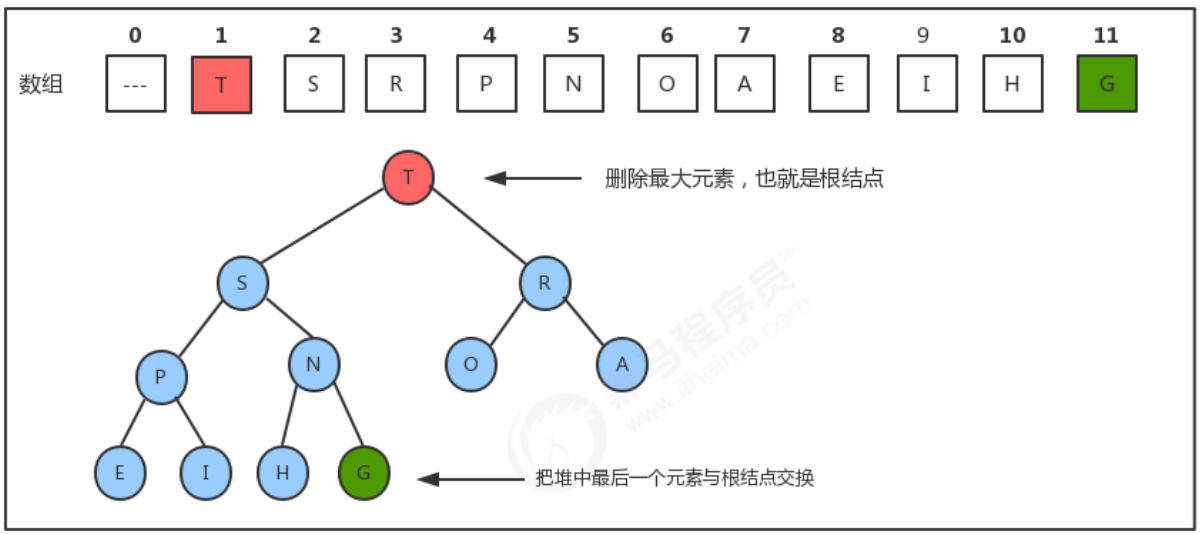 0 1 2 3 4 5 6 7 8 9 10 11
数组 --- T S R P N O A E I H G
T 删除最大元素，也就是根结点
S R
P N O A
E I H G 把堆中最后一个元素与根结点交换
黑马程序员™
www.itheima.com